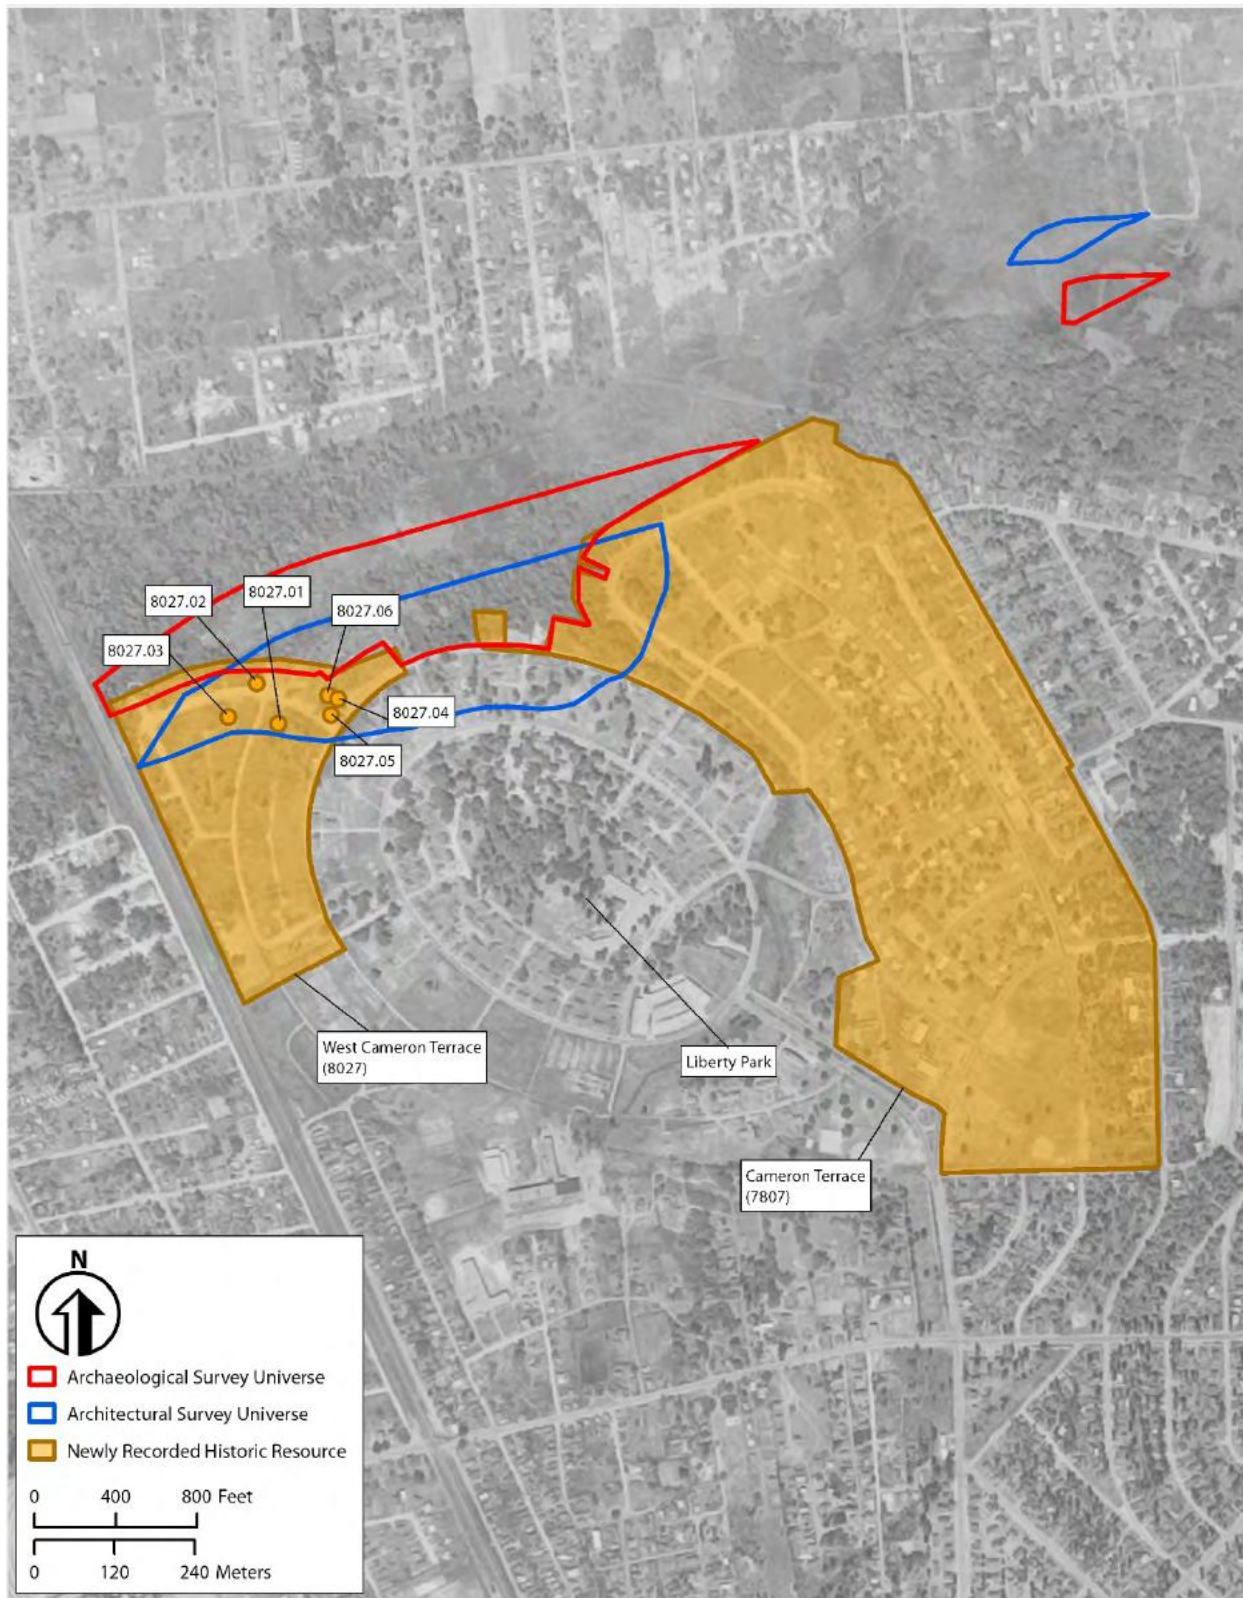 8027.01
8027.02
8027.06
8027.03
8027.04
8027.05
West Cameron Terrace
(8027)
Liberty Park
Cameron Terrace
(7807)
N
Archaeological Survey Universe
Architectural Survey Universe
Newly Recorded Historic Resource
0 400 800 Feet
0 120 240 Meters